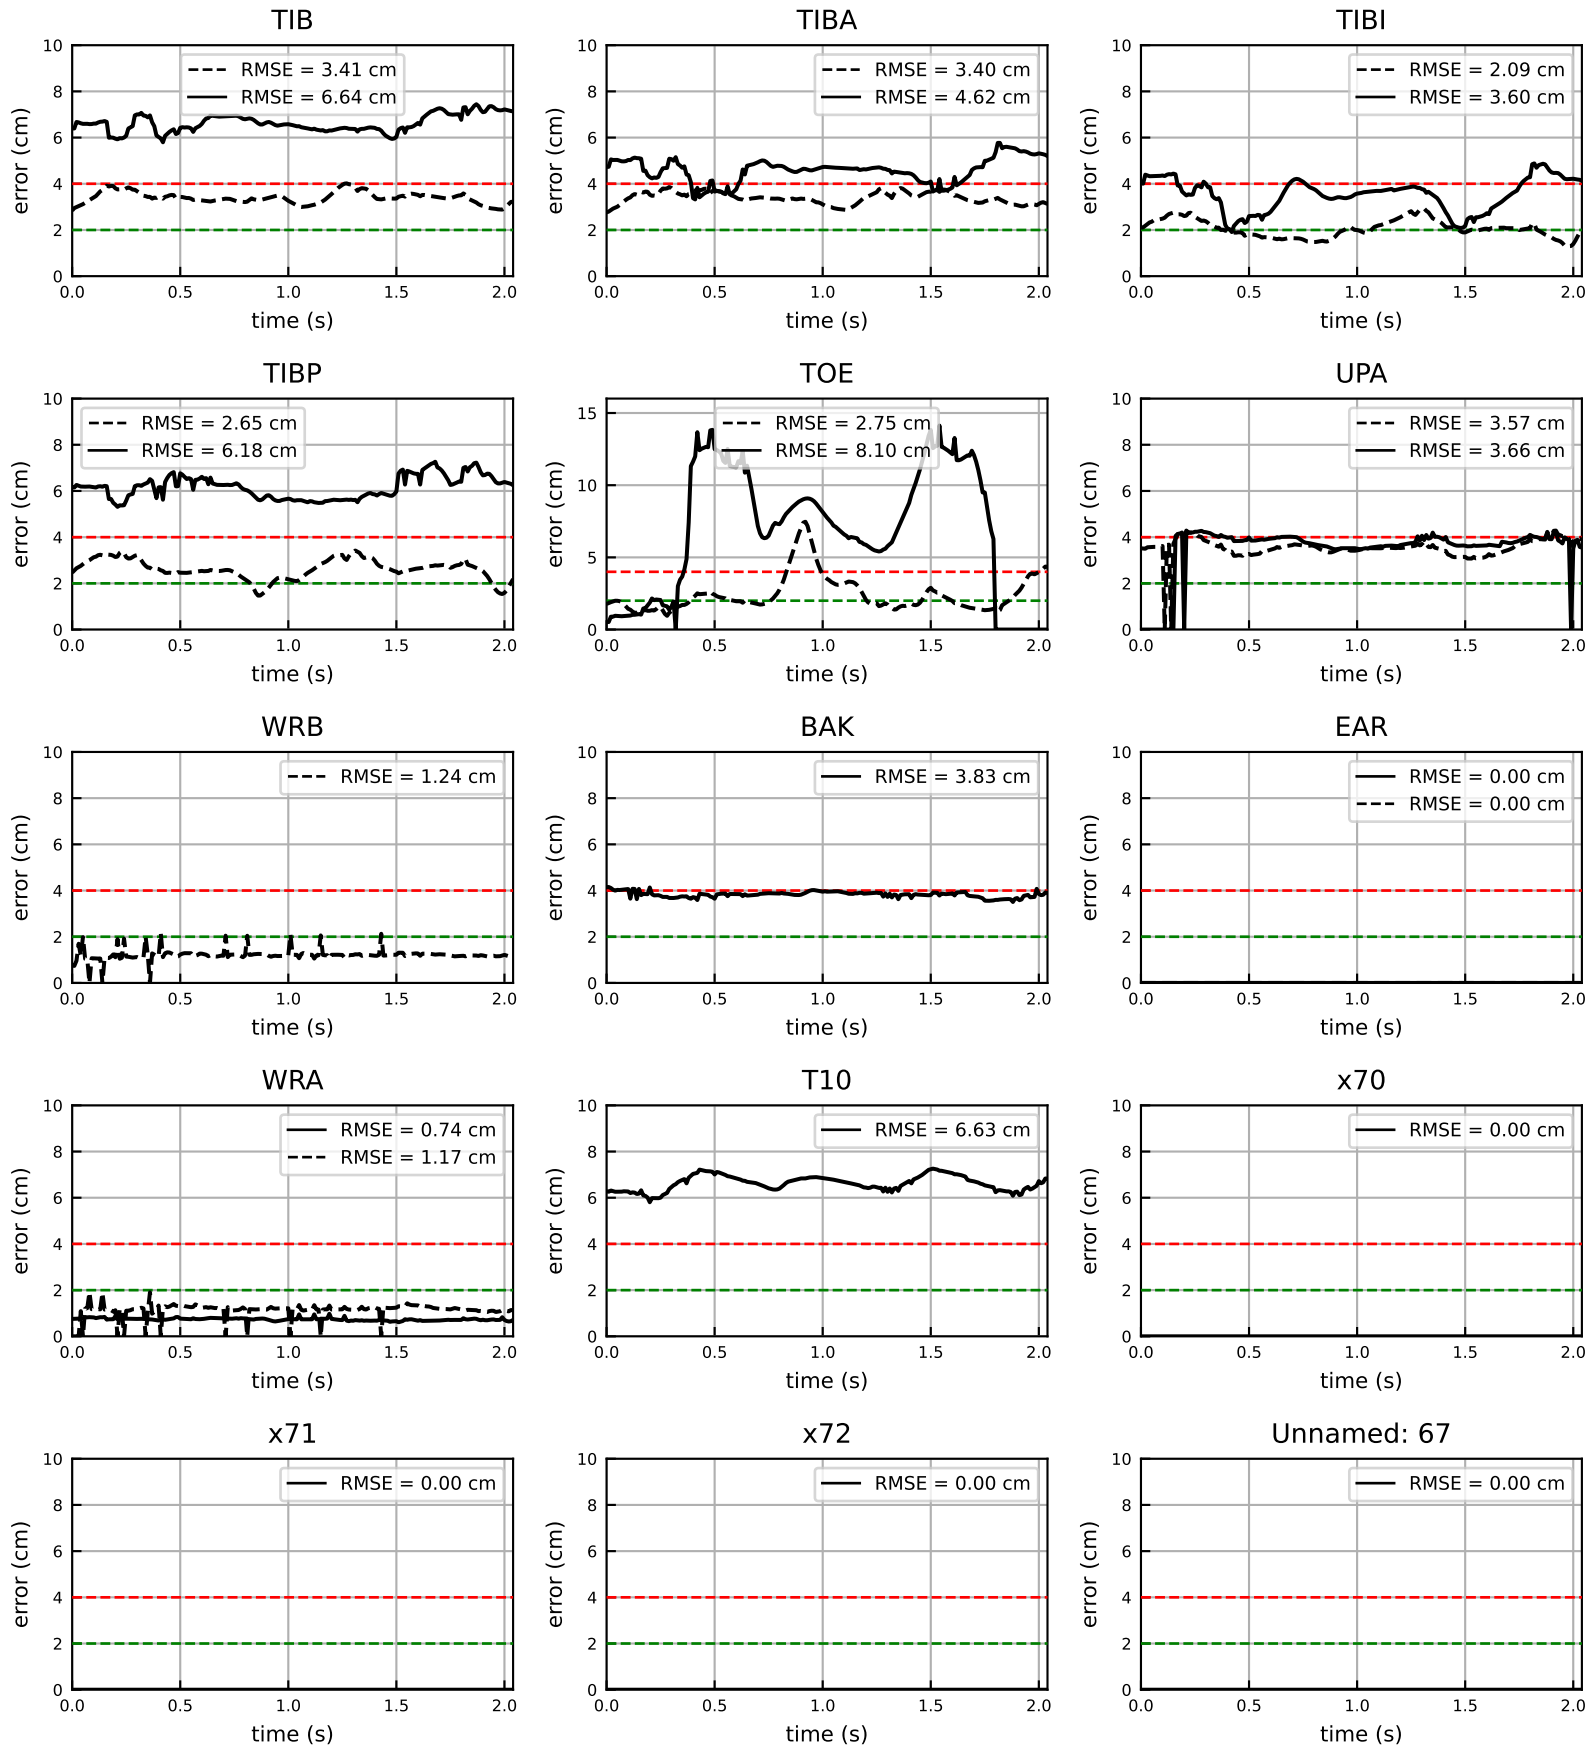 TIB
TIBA
TIBI
10
8
6
4
2
0
error (cm)
RMSE = 3.41 cm
RMSE = 6.64 cm
0.0 0.5 1.0 1.5 2.0
time (s)
10
8
6
4
2
0
error (cm)
RMSE = 3.40 cm
RMSE = 4.62 cm
0.0 0.5 1.0 1.5 2.0
time (s)
10
8
6
4
2
0
error (cm)
RMSE = 2.09 cm
RMSE = 3.60 cm
0.0 0.5 1.0 1.5 2.0
time (s)
TIBP
TOE
UPA
10
8
6
4
2
0
error (cm)
RMSE = 2.65 cm
RMSE = 6.18 cm
0.0 0.5 1.0 1.5 2.0
time (s)
15
10
5
0
error (cm)
RMSE = 2.75 cm
RMSE = 8.10 cm
0.0 0.5 1.0 1.5 2.0
time (s)
10
8
6
4
2
0
error (cm)
RMSE = 3.57 cm
RMSE = 3.66 cm
0.0 0.5 1.0 1.5 2.0
time (s)
WRB
BAK
EAR
10
8
6
4
2
0
error (cm)
RMSE = 1.24 cm
0.0 0.5 1.0 1.5 2.0
time (s)
10
8
6
4
2
0
error (cm)
RMSE = 3.83 cm
0.0 0.5 1.0 1.5 2.0
time (s)
10
8
6
4
2
0
error (cm)
RMSE = 0.00 cm
RMSE = 0.00 cm
0.0 0.5 1.0 1.5 2.0
time (s)
WRA
T10
x70
10
8
6
4
2
0
error (cm)
RMSE = 0.74 cm
RMSE = 1.17 cm
0.0 0.5 1.0 1.5 2.0
time (s)
10
8
6
4
2
0
error (cm)
RMSE = 6.63 cm
0.0 0.5 1.0 1.5 2.0
time (s)
10
8
6
4
2
0
error (cm)
RMSE = 0.00 cm
0.0 0.5 1.0 1.5 2.0
time (s)
x71
x72
Unnamed: 67
10
8
6
4
2
0
error (cm)
RMSE = 0.00 cm
0.0 0.5 1.0 1.5 2.0
time (s)
10
8
6
4
2
0
error (cm)
RMSE = 0.00 cm
0.0 0.5 1.0 1.5 2.0
time (s)
10
8
6
4
2
0
error (cm)
RMSE = 0.00 cm
0.0 0.5 1.0 1.5 2.0
time (s)